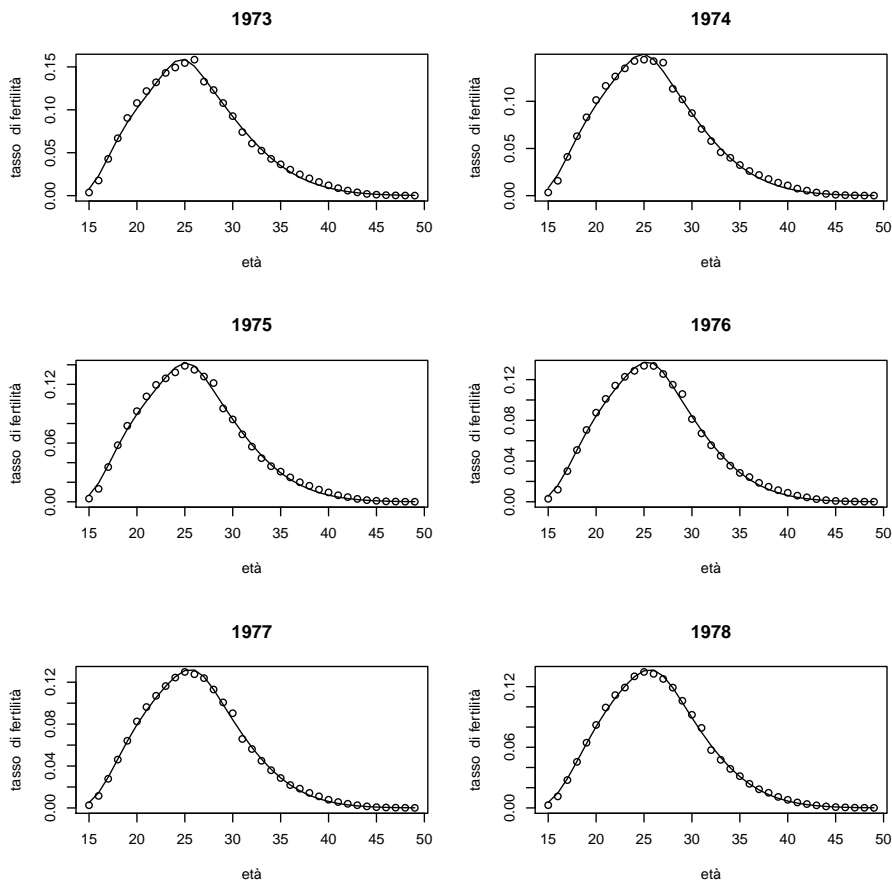 1973
tasso di fertilità
0.00 0.05 0.10 0.15
15 20 25 30 35 40 45 50
età
1974
tasso di fertilità
0.00 0.05 0.10
15 20 25 30 35 40 45 50
età
1975
tasso di fertilità
0.00 0.06 0.12
15 20 25 30 35 40 45 50
età
1976
tasso di fertilità
0.00 0.04 0.08 0.12
15 20 25 30 35 40 45 50
età
1977
tasso di fertilità
0.00 0.04 0.08 0.12
15 20 25 30 35 40 45 50
età
1978
tasso di fertilità
0.00 0.06 0.12
15 20 25 30 35 40 45 50
età